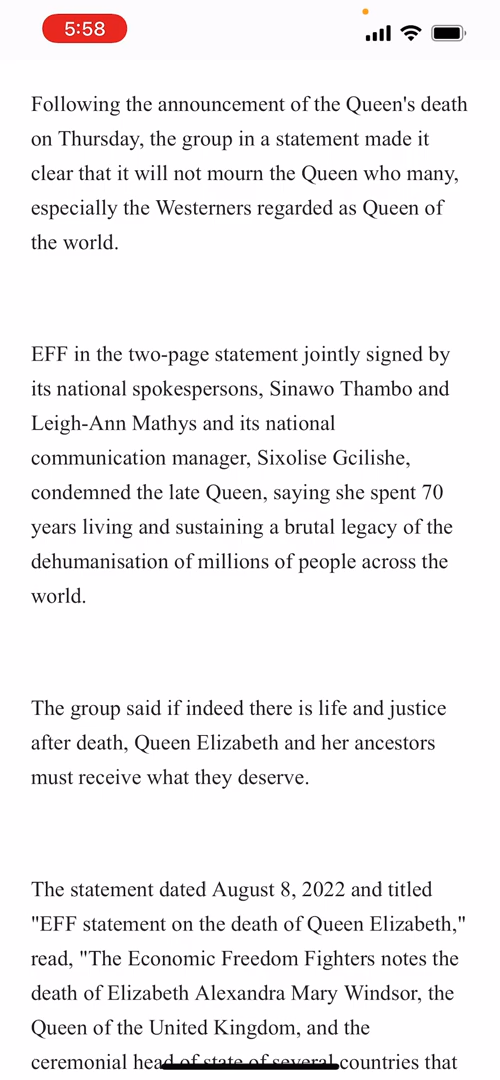 5:58
Following the announcement of the Queen's death
on Thursday, the group in a statement made it
clear that it will not mourn the Queen who many,
especially the Westerners regarded as Queen of
the world.
EFF in the two-page statement jointly signed by
its national spokespersons, Sinawo Thambo and
Leigh-Ann Mathys and its national
communication manager, Sixolise Gcilishe,
condemned the late Queen, saying she spent 70
years living and sustaining a brutal legacy of the
dehumanisation of millions of people across the
world.
The group said if indeed there is life and justice
after death, Queen Elizabeth and her ancestors
must receive what they deserve.
The statement dated August 8, 2022 and titled
"EFF statement on the death of Queen Elizabeth,"
read, "The Economic Freedom Fighters notes the
death of Elizabeth Alexandra Mary Windsor, the
Queen of the United Kingdom, and the
ceremonial head of state of several countries that